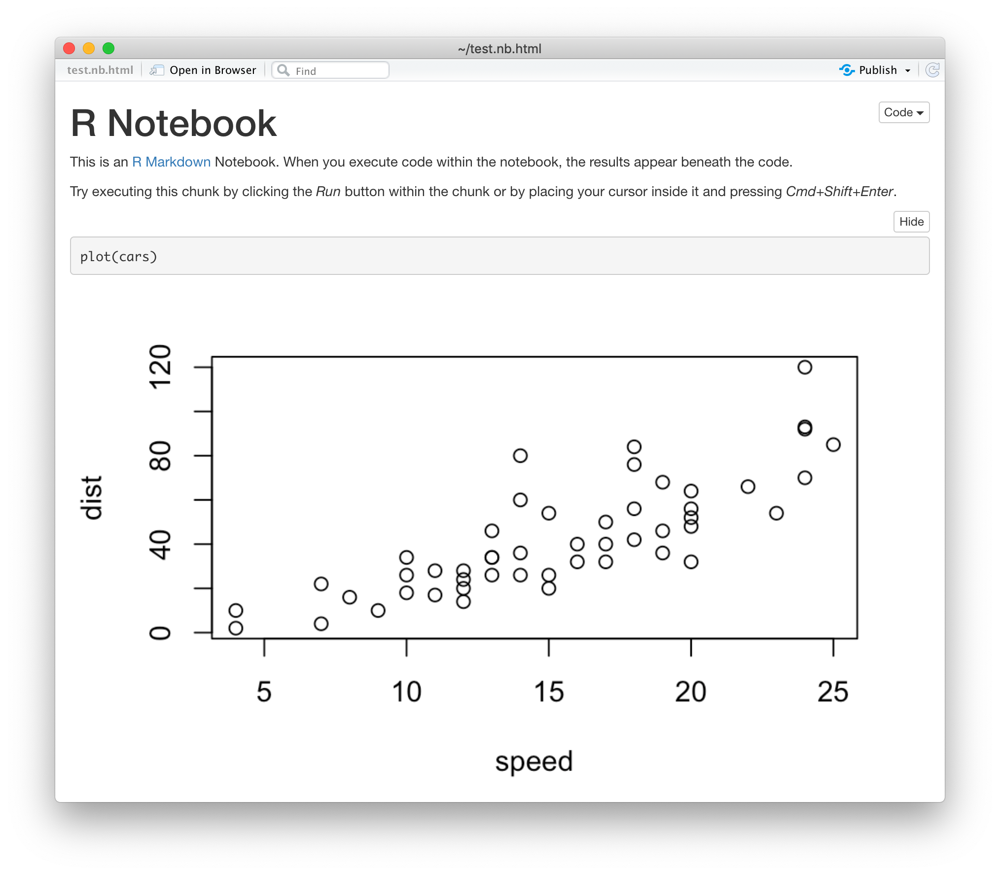 ~/test.nb.html
test.nb.html Open in Browser Find Publish
R Notebook Code
This is an R Markdown Notebook. When you execute code within the notebook, the results appear beneath the code.
Try executing this chunk by clicking the Run button within the chunk or by placing your cursor inside it and pressing Cmd+Shift+Enter.
Hide
plot(cars)
120
80
dist
40
0
5 10 15 20 25
speed